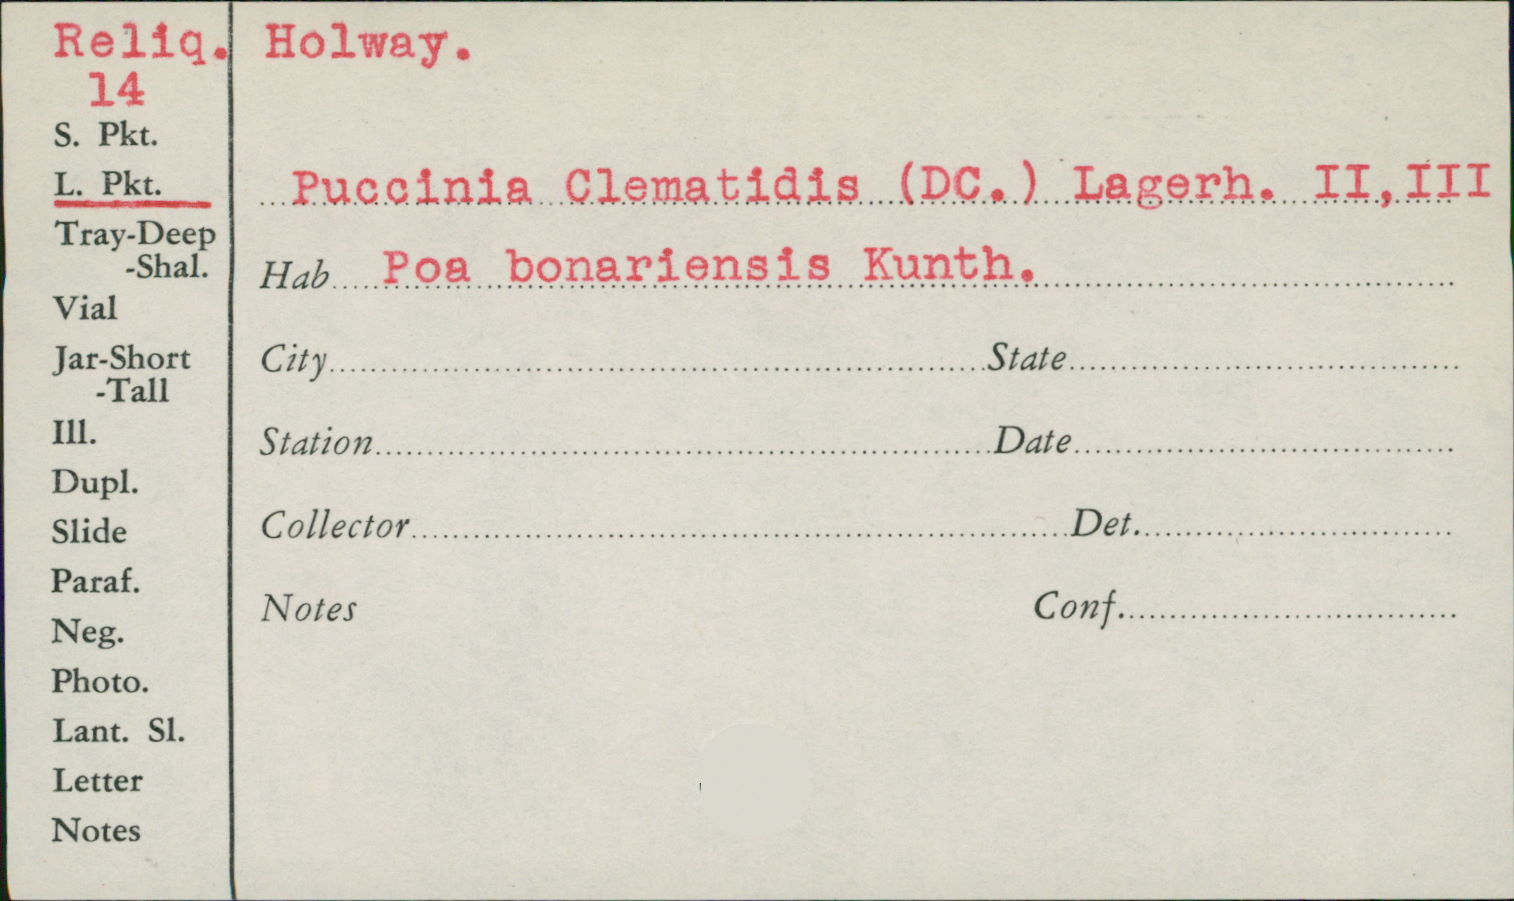 Reliq. Holway.
14
S. Pkt.
L. Pkt.
Puccinia Clematidis (DC.) Lagerh. II,III
Tray-Deep
-Shal.
Hab Poa bonariensis Kunth.
Vial
Jar-Short
-Tall
City State
Ill.
Station Date
Dupl.
Slide
Collector Det.
Paraf.
Neg.
Notes Conf.
Photo.
Lant. Sl.
Letter
Notes